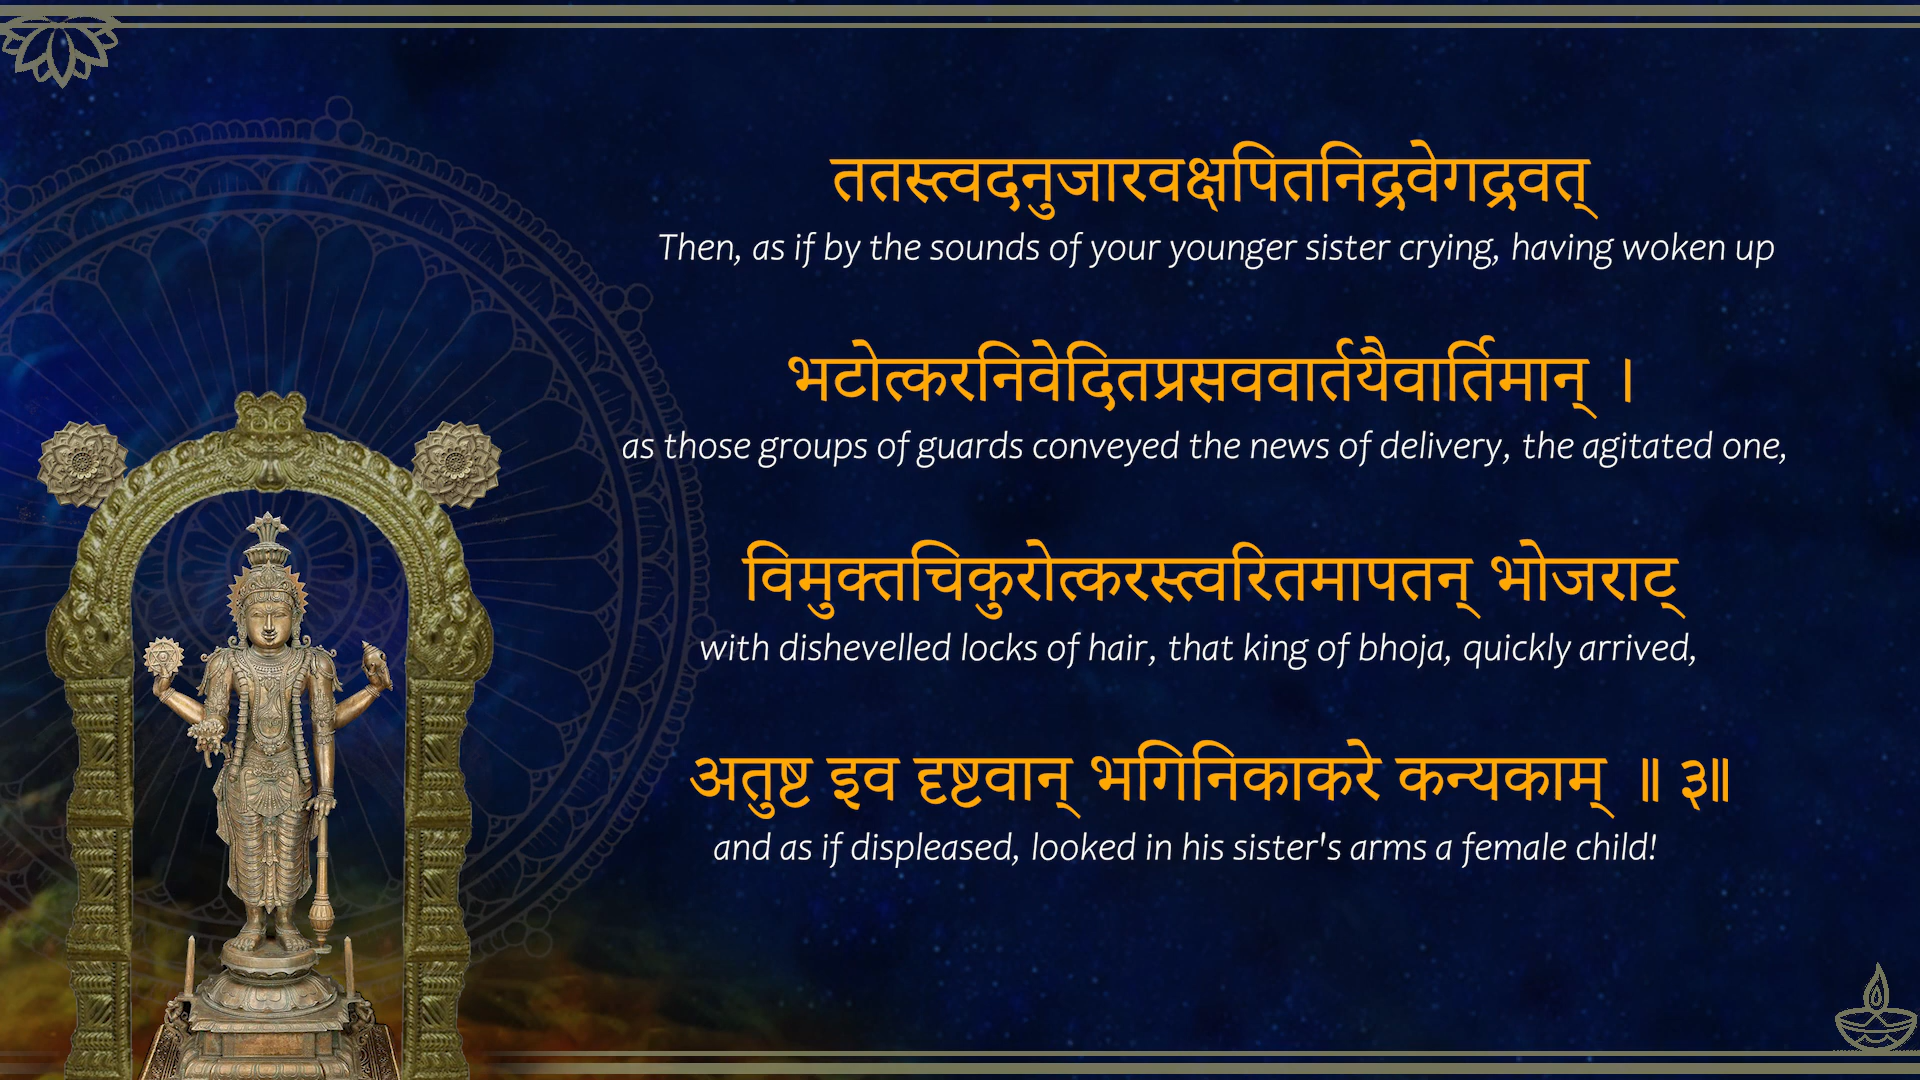 ततस्त्वदनुजारवक्षपितनिद्रवेगद्रवत्
Then, as if by the sounds of your younger sister crying, having woken up
भटोत्करनिवेदितप्रसववार्तयैवार्तिमान् ।
as those groups of guards conveyed the news of delivery, the agitated one,
विमुक्तचिकुरोत्करस्त्वरितमापतन् भोजराट्
with dishevelled locks of hair, that king of bhoja, quickly arrived,
अतुष्ट इव दृष्टवान् भगिनिकाकरे कन्यकाम् ॥ ३॥
and as if displeased, looked in his sister's arms a female child!